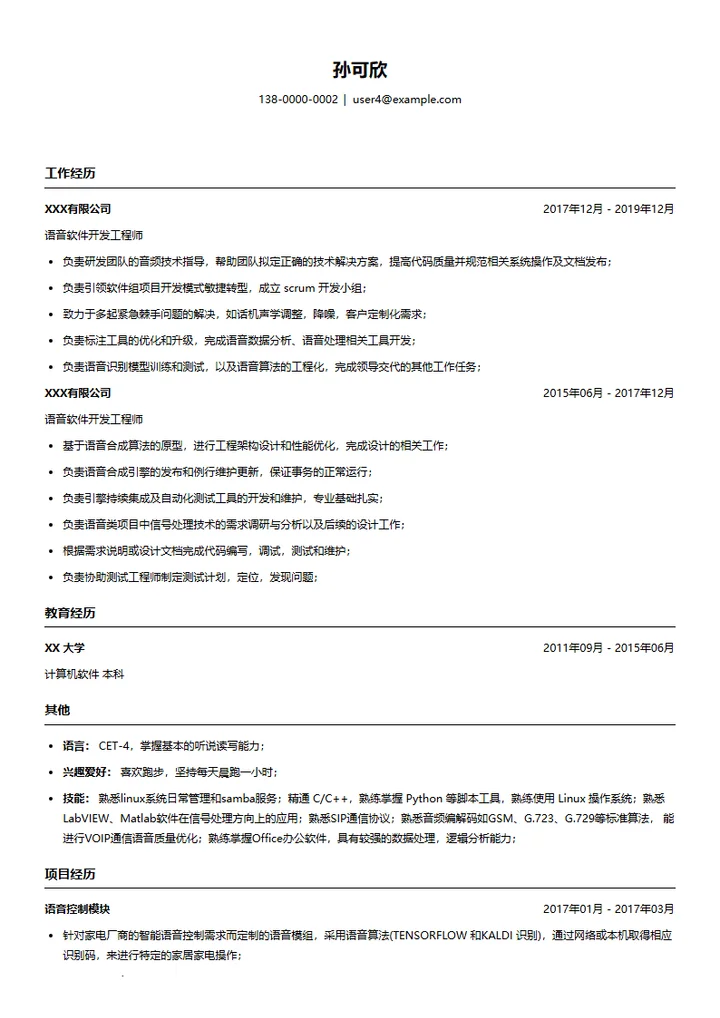 孙可欣
138-0000-0002 | user4@example.com
工作经历
XXX有限公司 2017年12月 - 2019年12月
语音软件开发工程师
• 负责研发团队的音频技术指导，帮助团队拟定正确的技术解决方案，提高代码质量并规范相关系统操作及文档发布；
• 负责引领软件组项目开发模式敏捷转型，成立 scrum 开发小组；
• 致力于多起紧急棘手问题的解决，如话机声学调整，降噪，客户定制化需求；
• 负责标注工具的优化和升级，完成语音数据分析、语音处理相关工具开发；
• 负责语音识别模型训练和测试，以及语音算法的工程化，完成领导交代的其他工作任务；
XXX有限公司 2015年06月 - 2017年12月
语音软件开发工程师
• 基于语音合成算法的原型，进行工程架构设计和性能优化，完成设计的相关工作；
• 负责语音合成引擎的发布和例行维护更新，保证事务的正常运行；
• 负责引擎持续集成及自动化测试工具的开发和维护，专业基础扎实；
• 负责语音类项目中信号处理技术的需求调研与分析以及后续的设计工作；
• 根据需求说明或设计文档完成代码编写，调试，测试和维护；
• 负责协助测试工程师制定测试计划，定位，发现问题；
教育经历
XX 大学 2011年09月 - 2015年06月
计算机软件 本科
其他
• 语言： CET-4，掌握基本的听说读写能力；
• 兴趣爱好： 喜欢跑步，坚持每天晨跑一小时；
• 技能： 熟悉linux系统日常管理和samba服务；精通 C/C++，熟练掌握 Python 等脚本工具，熟练使用 Linux 操作系统；熟悉
LabVIEW、Matlab软件在信号处理方向上的应用；熟悉SIP通信协议；熟悉音频编解码如GSM、G.723、G.729等标准算法， 能
进行VOIP通信语音质量优化；熟练掌握Office办公软件，具有较强的数据处理，逻辑分析能力；
项目经历
语音控制模块 2017年01月 - 2017年03月
• 针对家电厂商的智能语音控制需求而定制的语音模组，采用语音算法(TENSORFLOW 和KALDI 识别)，通过网络或本机取得相应
识别码，来进行特定的家居家电操作；